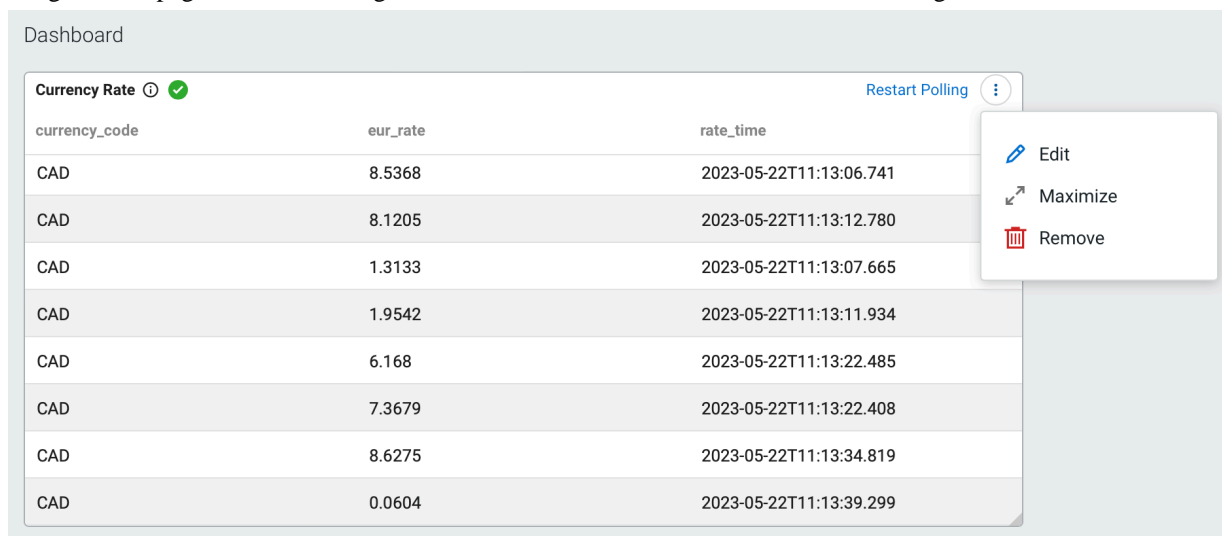 Dashboard
Currency Rate Restart Polling
currency_code eur_rate rate_time
CAD 8.5368 2023-05-22T11:13:06.741
CAD 8.1205 2023-05-22T11:13:12.780
CAD 1.3133 2023-05-22T11:13:07.665
CAD 1.9542 2023-05-22T11:13:11.934
CAD 6.168 2023-05-22T11:13:22.485
CAD 7.3679 2023-05-22T11:13:22.408
CAD 8.6275 2023-05-22T11:13:34.819
CAD 0.0604 2023-05-22T11:13:39.299
Edit
Maximize
Remove